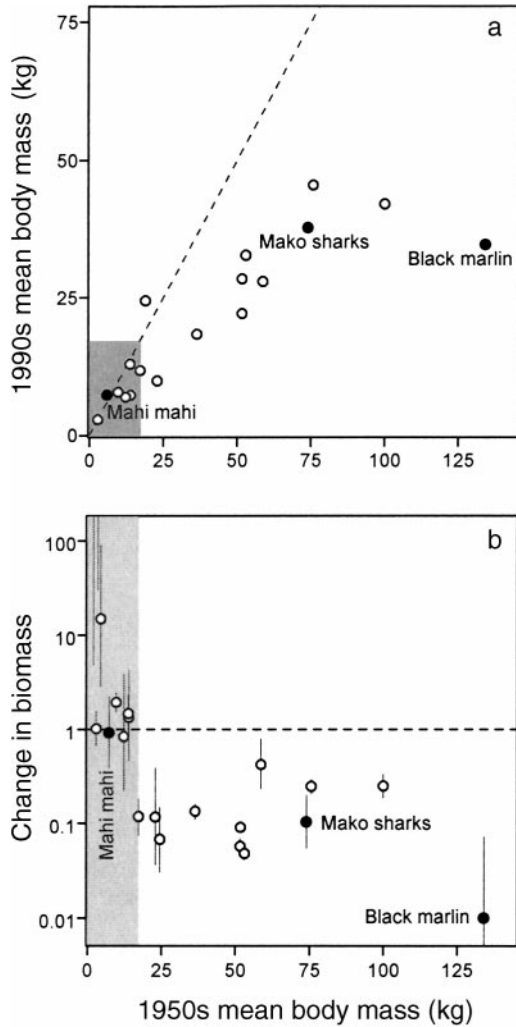 a
1990s mean body mass (kg)
75
50
25
0
Mako sharks
Black marlin
Mahi mahi
0 25 50 75 100 125
b
Change in biomass
100
10
1
0.1
0.01
Mahi mahi
Mako sharks
Black marlin
0 25 50 75 100 125
1950s mean body mass (kg)